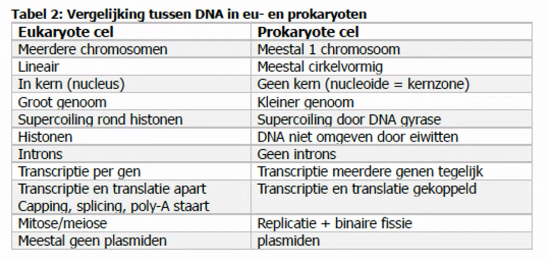 Tabel 2: Vergelijking tussen DNA in eu- en prokaryoten
Eukaryote cel Prokaryote cel
Meerdere chromosomen Meestal 1 chromosoom
Lineair Meestal cirkelvormig
In kern (nucleus) Geen kern (nucleoide = kernzone)
Groot genoom Kleiner genoom
Supercoiling rond histonen Supercoiling door DNA gyrase
Histonen DNA niet omgeven door eiwitten
Introns Geen introns
Transcriptie per gen Transcriptie meerdere genen tegelijk
Transcriptie en translatie apart Transcriptie en translatie gekoppeld
Capping, splicing, poly-A staart
Mitose/meiose Replicatie + binaire fissie
Meestal geen plasmiden plasmiden